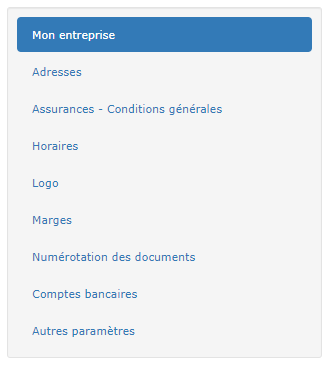 Mon entreprise
Adresses
Assurances - Conditions générales
Horaires
Logo
Marges
Numérotation des documents
Comptes bancaires
Autres paramètres